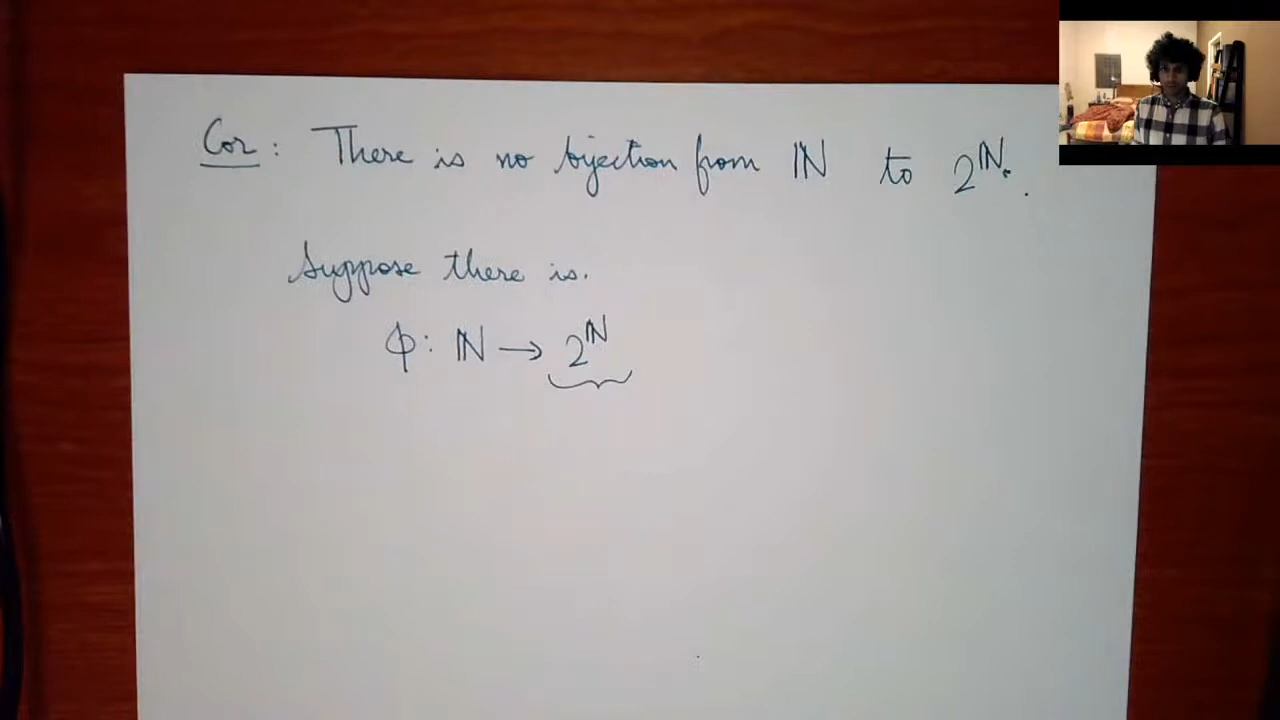 Cor: There is no bijection from ℕ to 2^ℕ.
Suppose there is.
Φ: ℕ → 2^ℕ